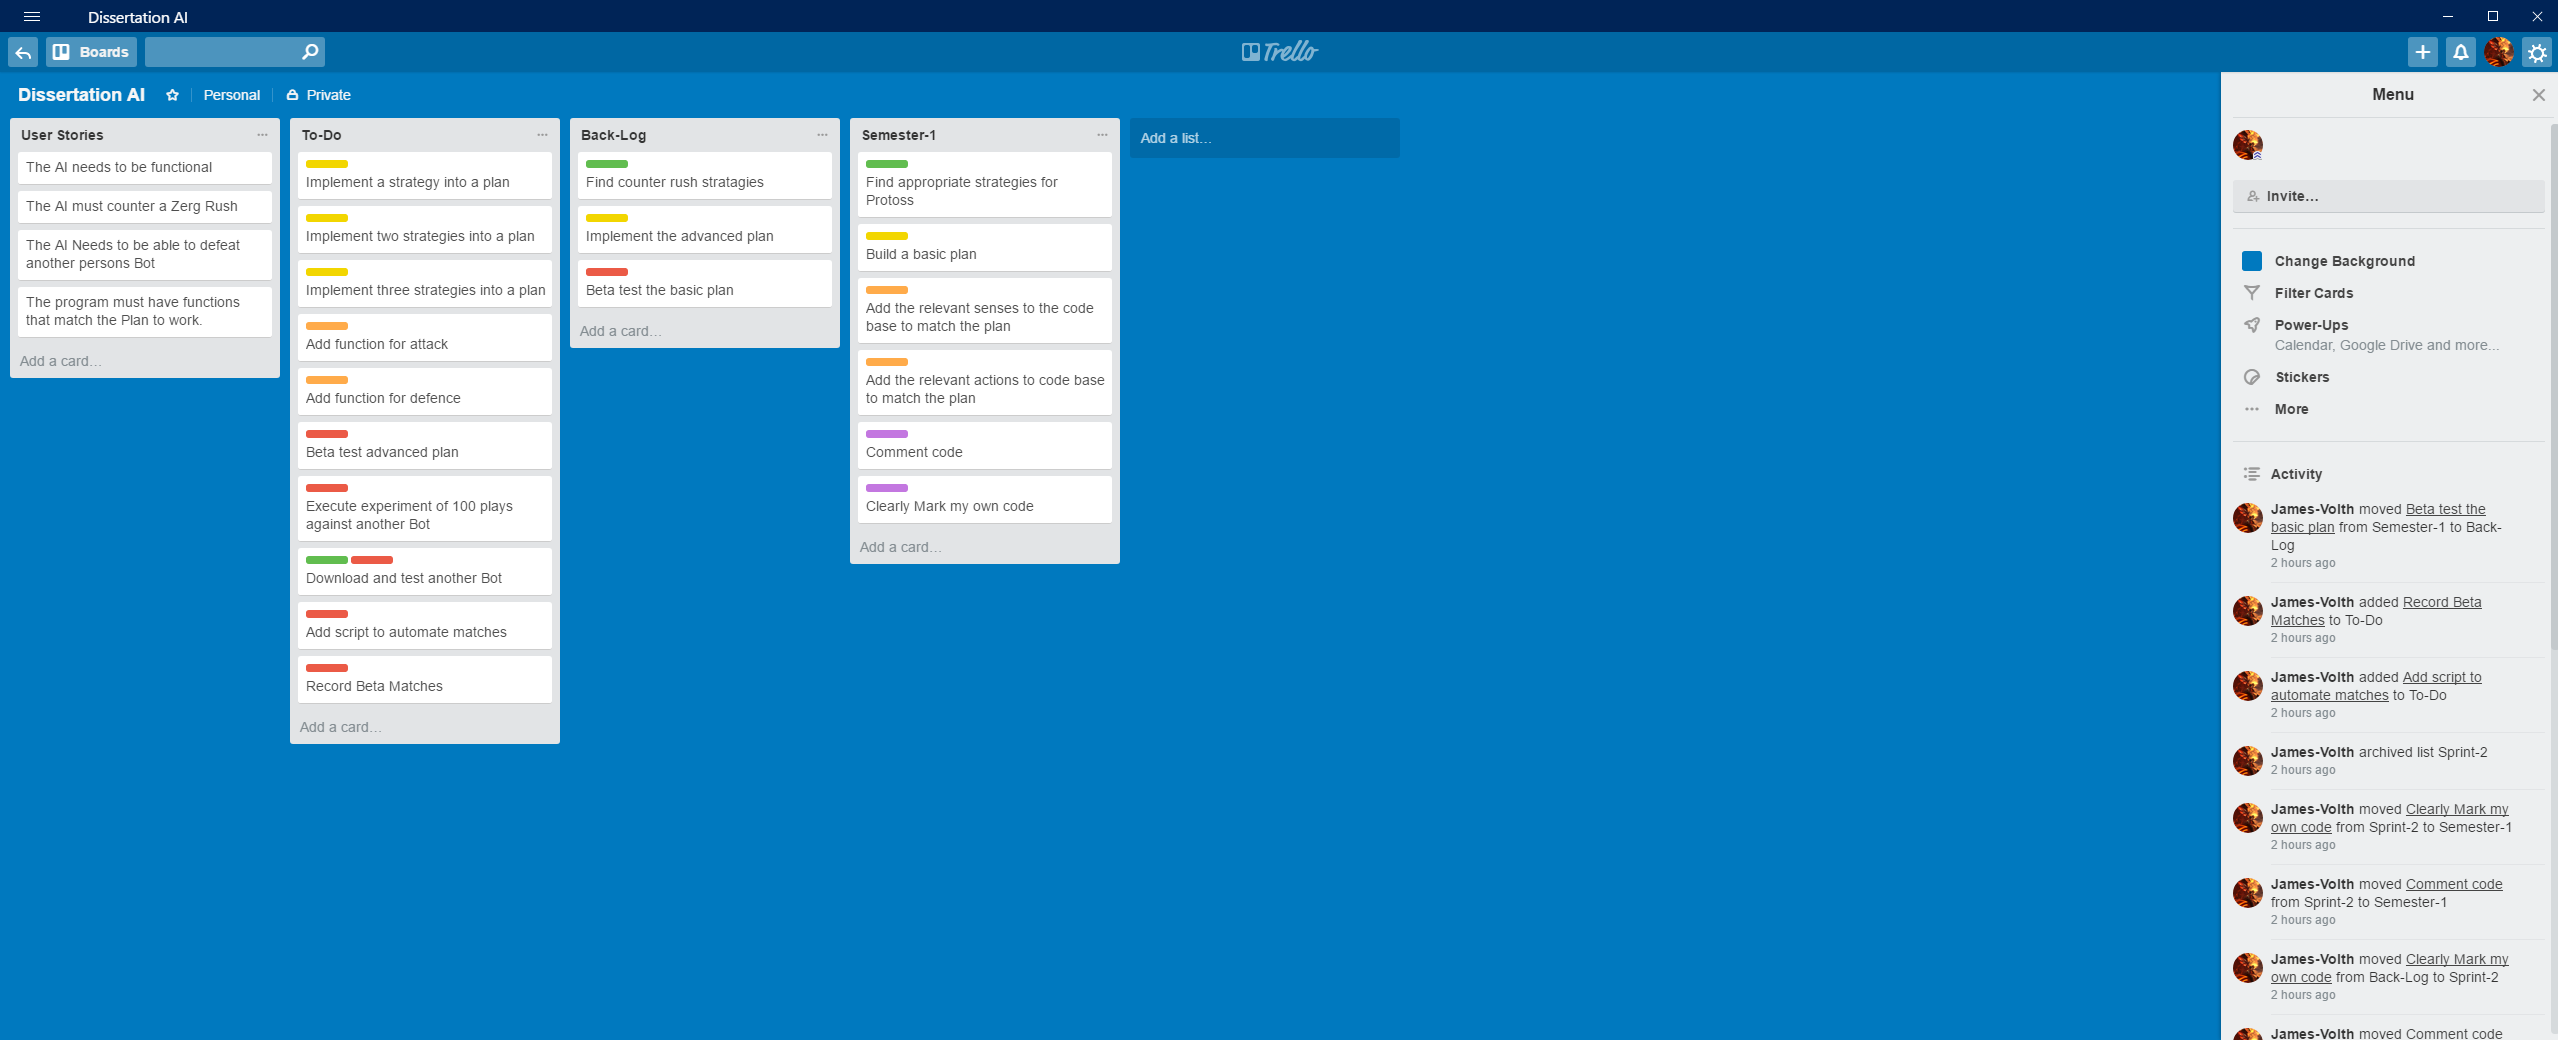 Dissertation AI
Boards
Trello
Dissertation AI
Personal
Private
User Stories
The AI needs to be functional
The AI must counter a Zerg Rush
The AI Needs to be able to defeat
another persons Bot
The program must have functions
that match the Plan to work.
Add a card…
To-Do
Implement a strategy into a plan
Implement two strategies into a plan
Implement three strategies into a plan
Add function for attack
Add function for defence
Beta test advanced plan
Execute experiment of 100 plays
against another Bot
Download and test another Bot
Add script to automate matches
Record Beta Matches
Add a card…
Back-Log
Find counter rush stratagies
Implement the advanced plan
Beta test the basic plan
Add a card…
Semester-1
Find appropriate strategies for
Protoss
Build a basic plan
Add the relevant senses to the code
base to match the plan
Add the relevant actions to code base
to match the plan
Comment code
Clearly Mark my own code
Add a card…
Add a list…
Menu
Invite…
Change Background
Filter Cards
Power-Ups
Calendar, Google Drive and more...
Stickers
More
Activity
James-Volth moved Beta test the
basic plan from Semester-1 to Back-
Log
2 hours ago
James-Volth added Record Beta
Matches to To-Do
2 hours ago
James-Volth added Add script to
automate matches to To-Do
2 hours ago
James-Volth archived list Sprint-2
2 hours ago
James-Volth moved Clearly Mark my
own code from Sprint-2 to Semester-1
2 hours ago
James-Volth moved Comment code
from Sprint-2 to Semester-1
2 hours ago
James-Volth moved Clearly Mark my
own code from Back-Log to Sprint-2
2 hours ago
James-Volth moved Comment code